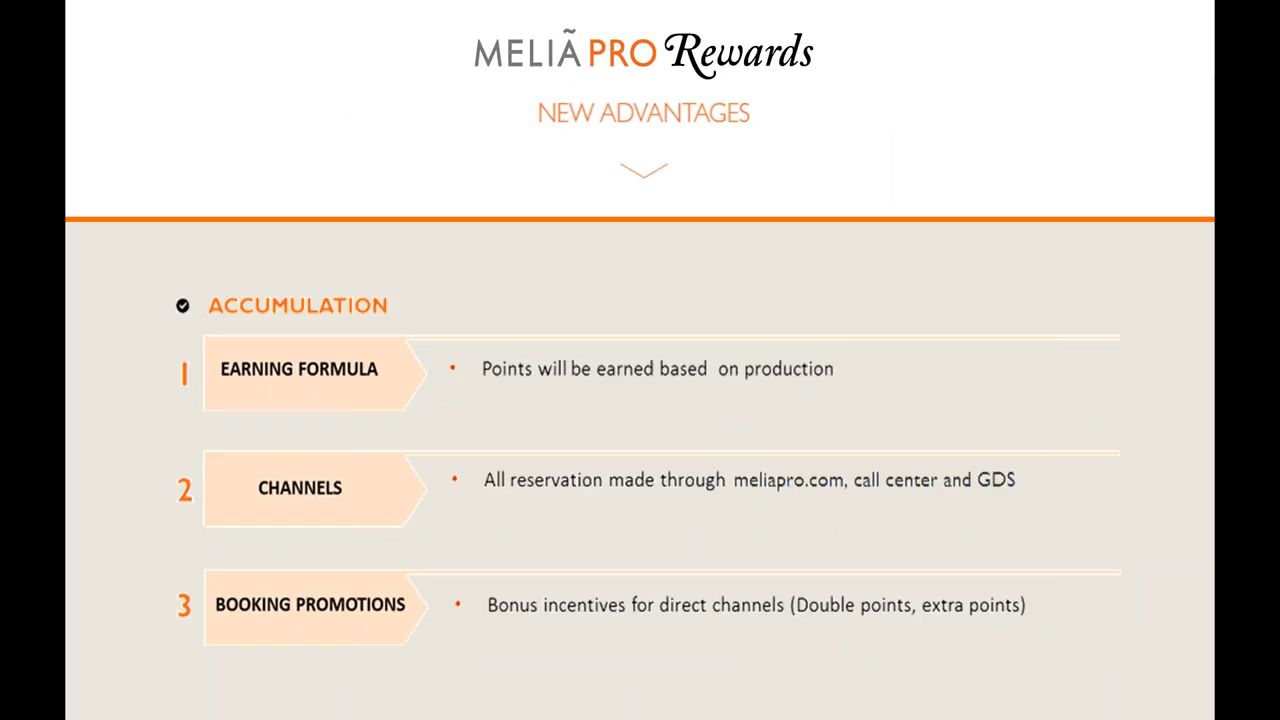 MELIÃ PRO Rewards
NEW ADVANTAGES
ACCUMULATION
1 EARNING FORMULA • Points will be earned based on production
2 CHANNELS • All reservation made through meliapro.com, call center and GDS
3 BOOKING PROMOTIONS • Bonus incentives for direct channels (Double points, extra points)